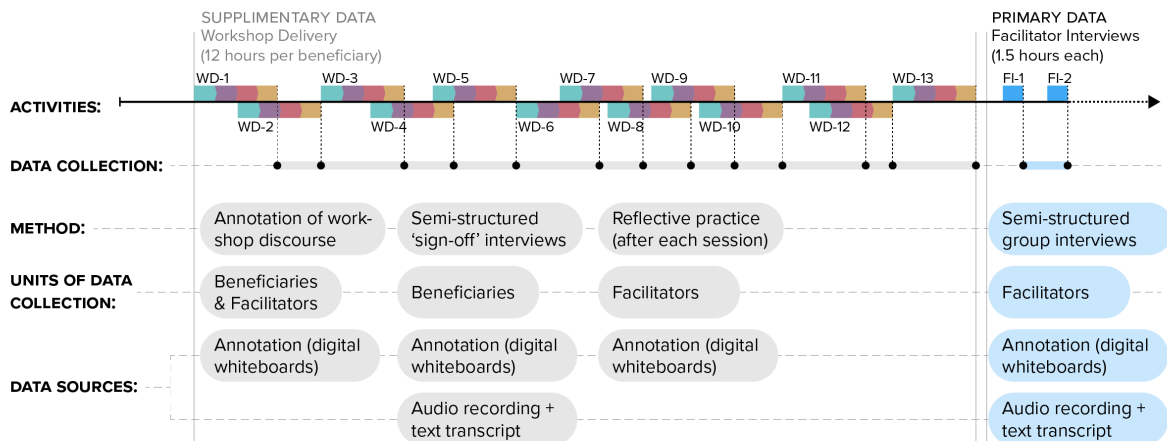 SUPPLIMENTARY DATA
Workshop Delivery
(12 hours per beneficiary)
PRIMARY DATA
Facilitator Interviews
(1.5 hours each)
WD-1
WD-3
WD-5
WD-7
WD-9
WD-11
WD-13
FI-1
FI-2
ACTIVITIES:
WD-2
WD-4
WD-6
WD-8
WD-10
WD-12
DATA COLLECTION:
METHOD:
Annotation of work-
shop discourse
Semi-structured
‘sign-off’ interviews
Reflective practice
(after each session)
Semi-structured
group interviews
UNITS OF DATA
COLLECTION:
Beneficiaries
& Facilitators
Beneficiaries
Facilitators
Facilitators
DATA SOURCES:
Annotation (digital
whiteboards)
Annotation (digital
whiteboards)
Annotation (digital
whiteboards)
Annotation (digital
whiteboards)
Audio recording +
text transcript
Audio recording +
text transcript